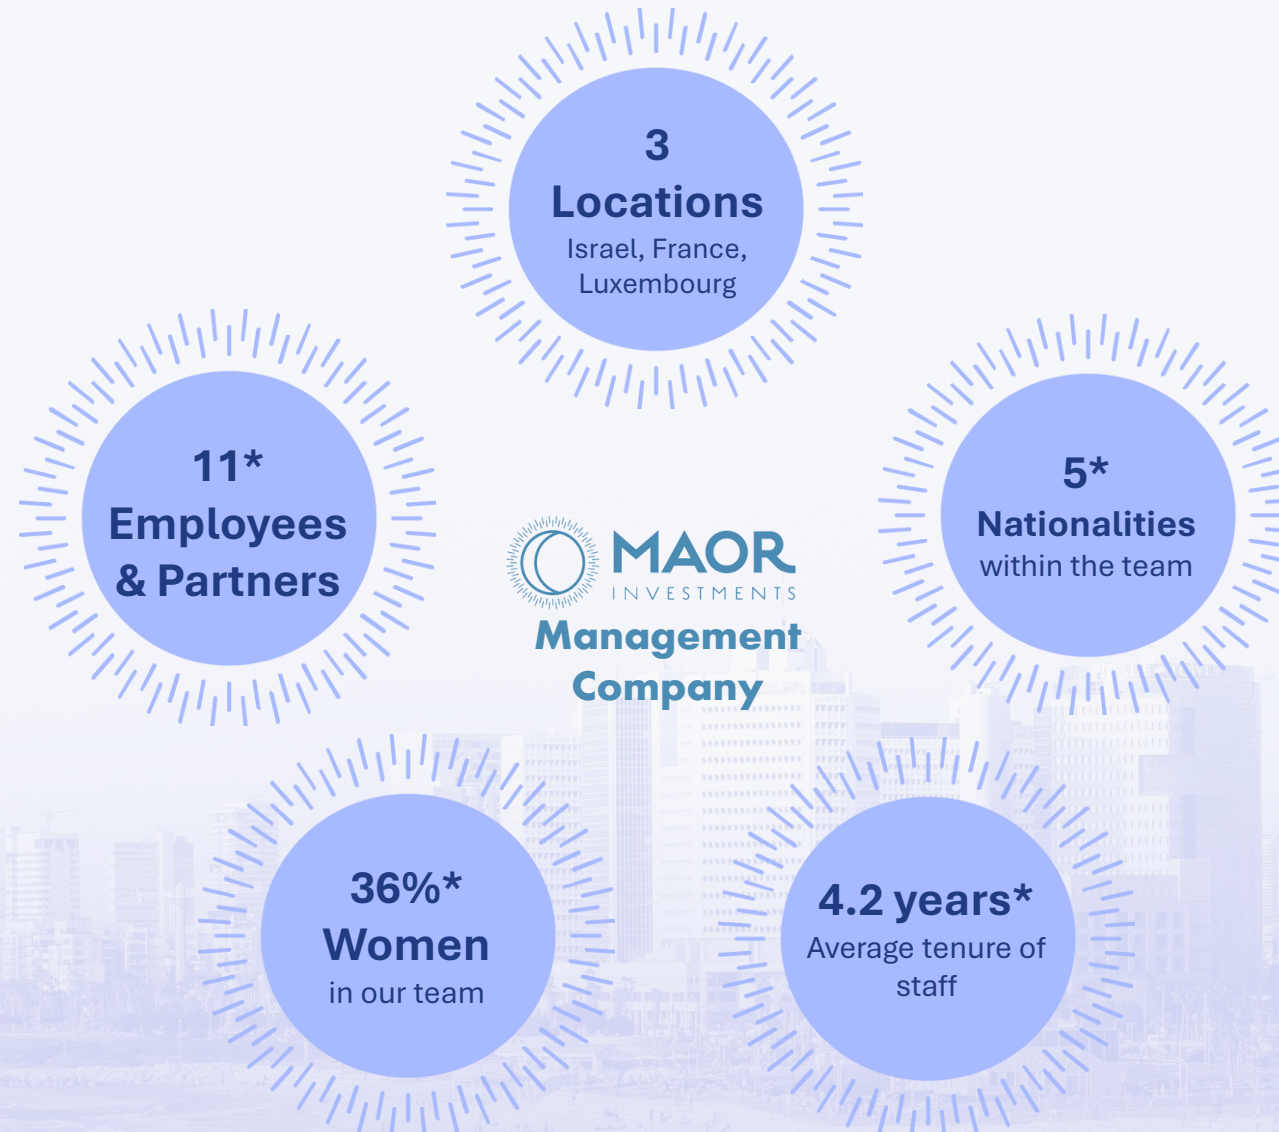 3
Locations
Israel, France,
Luxembourg
11*
Employees
& Partners
5*
Nationalities
within the team
MAOR
INVESTMENTS
Management
Company
36%*
Women
in our team
4.2 years*
Average tenure of
staff